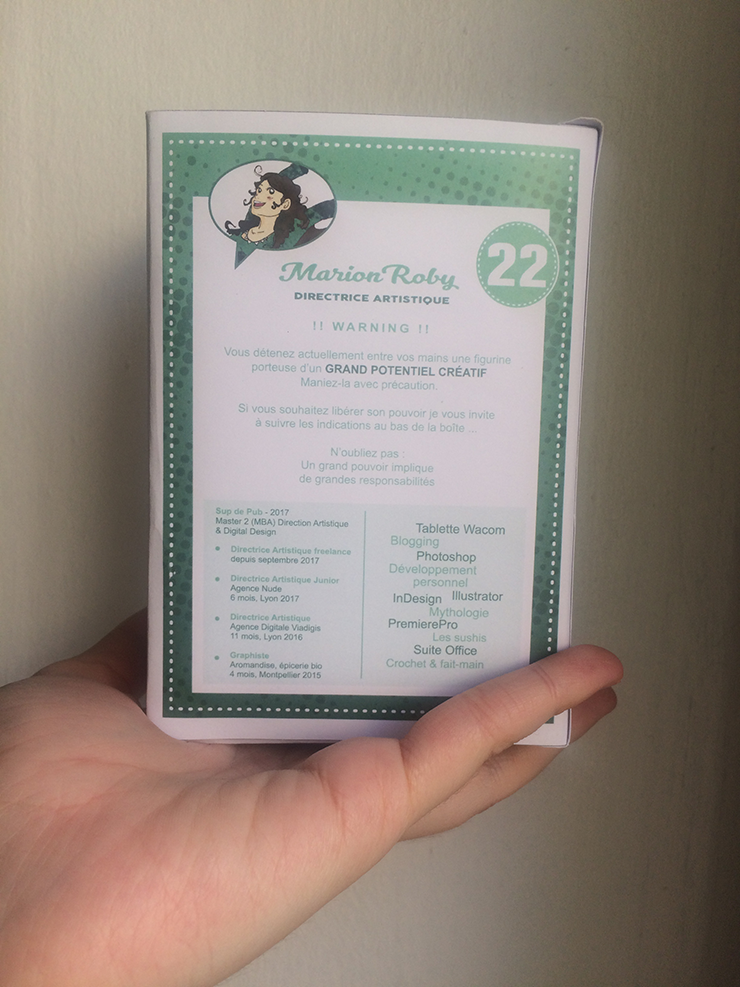 22
Marion Roby
DIRECTRICE ARTISTIQUE
!! WARNING !!
Vous détenez actuellement entre vos mains une figurine
porteuse d'un GRAND POTENTIEL CRÉATIF
Maniez-la avec précaution.
Si vous souhaitez libérer son pouvoir je vous invite
à suivre les indications au bas de la boîte ...
N'oubliez pas :
Un grand pouvoir implique
de grandes responsabilités
Sup de Pub - 2017
Master 2 (MBA) Direction Artistique
& Digital Design
• Directrice Artistique freelance
depuis septembre 2017
• Directrice Artistique Junior
Agence Nude
6 mois, Lyon 2017
• Directrice Artistique
Agence Digitale Viadigis
11 mois, Lyon 2016
• Graphiste
Aromandise, épicerie bio
4 mois, Montpellier 2015
Tablette Wacom
Blogging
Photoshop
Développement
personnel
InDesign Illustrator
Mythologie
PremierePro
Les sushis
Suite Office
Crochet & fait-main